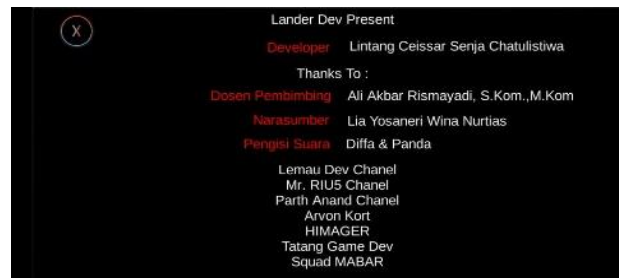 X
Lander Dev Present
Developer Lintang Ceissar Senja Chatulistiwa
Thanks To :
Dosen Pembimbing Ali Akbar Rismayadi, S.Kom.,M.Kom
Narasumber Lia Yosaneri Wina Nurtias
Pengisi Suara Diffa & Panda
Lemau Dev Chanel
Mr. RIU5 Chanel
Parth Anand Chanel
Arvon Kort
HIMAGER
Tatang Game Dev
Squad MABAR